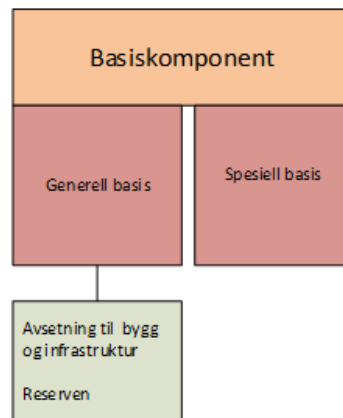 Basiskomponent
Generell basis
Spesiell basis
Avsetning til bygg
og infrastruktur
Reserven